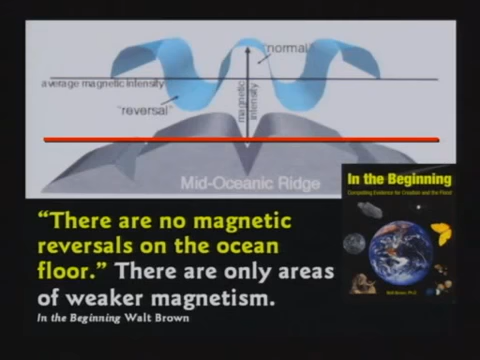 "normal"
average magnetic intensity
"reversal"
magnetic
intensity
Mid-Oceanic Ridge
In the Beginning
Compelling Evidence for Creation and the Flood
"There are no magnetic
reversals on the ocean
floor." There are only areas
of weaker magnetism.
In the Beginning Walt Brown